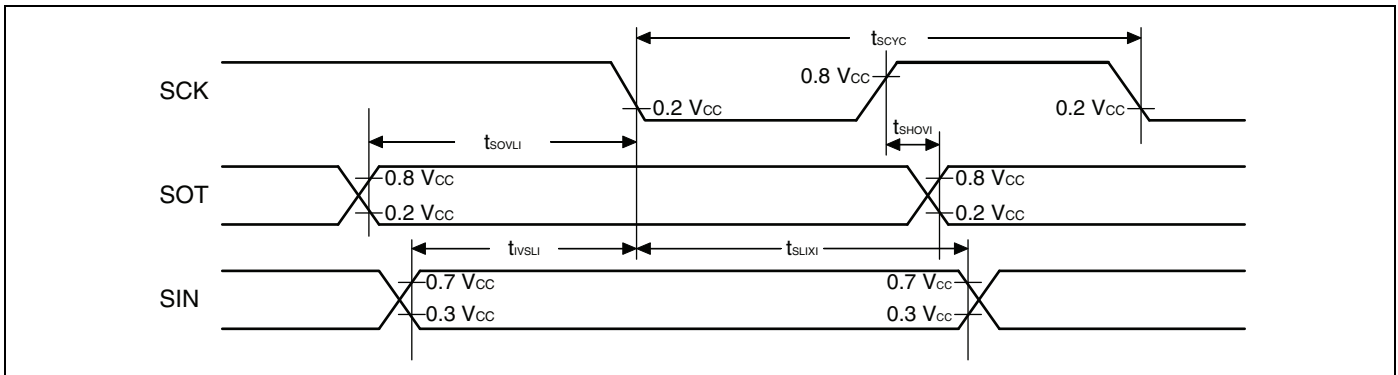 tSCYC
SCK
0.8 VCC
0.2 VCC
0.2 VCC
tSHOVI
tSOVLI
SOT
0.8 VCC
0.2 VCC
0.8 VCC
0.2 VCC
tIVSLI
tSLIXI
SIN
0.7 VCC
0.3 VCC
0.7 VCC
0.3 VCC